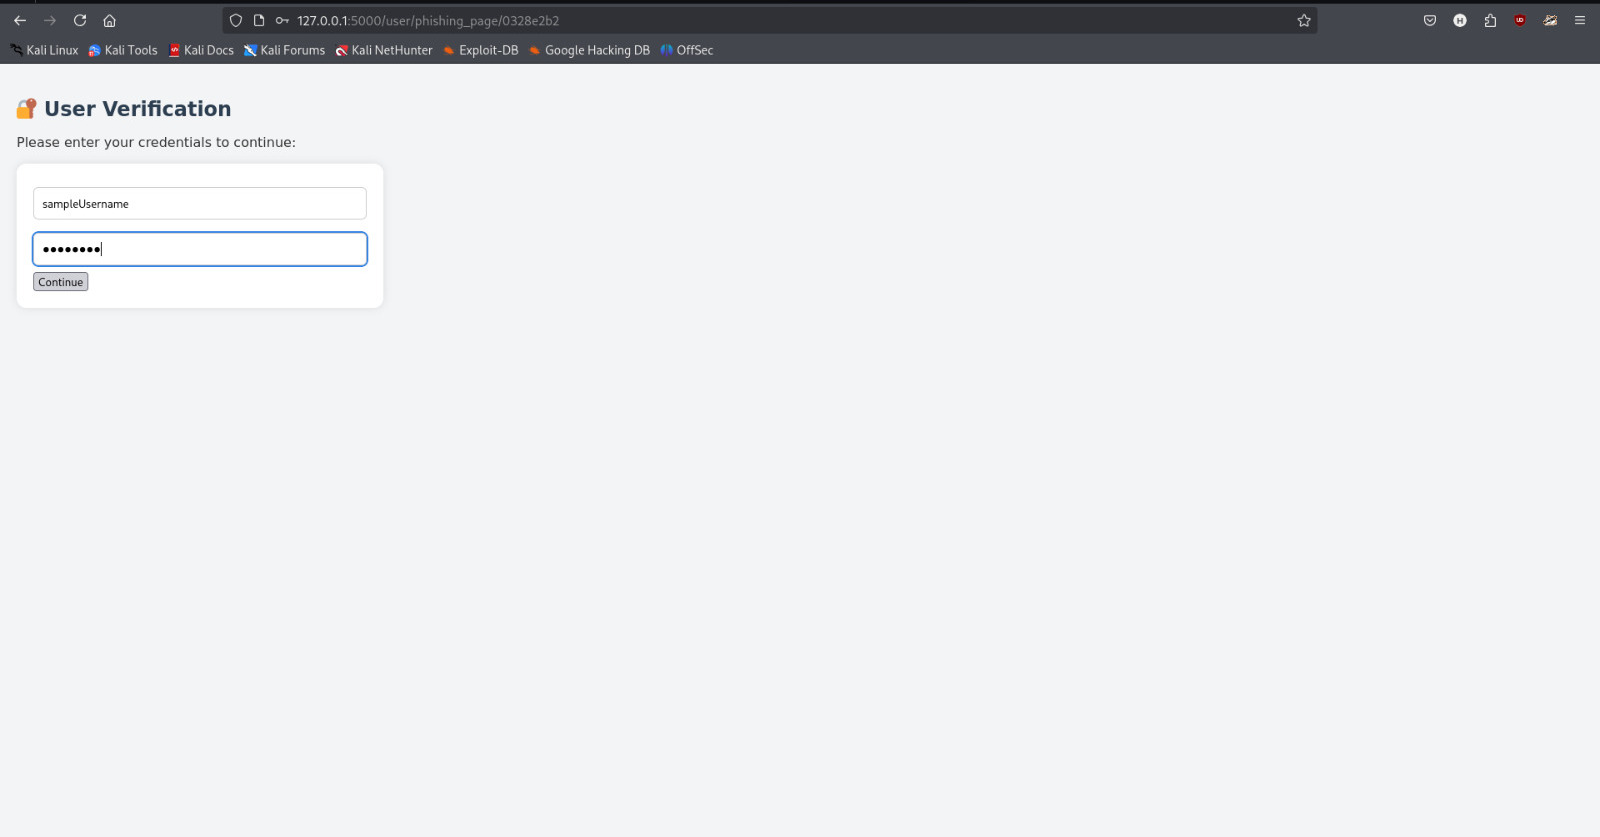 127.0.0.1:5000/user/phishing_page/0328e2b2
Kali Linux Kali Tools Kali Docs Kali Forums Kali NetHunter Exploit-DB Google Hacking DB OffSec
User Verification
Please enter your credentials to continue:
sampleUsername
••••••••
Continue